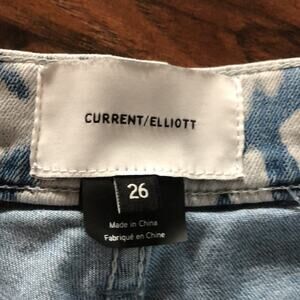 CURRENT/ELLIOTT
26
Made in China
Fabriqué en Chine